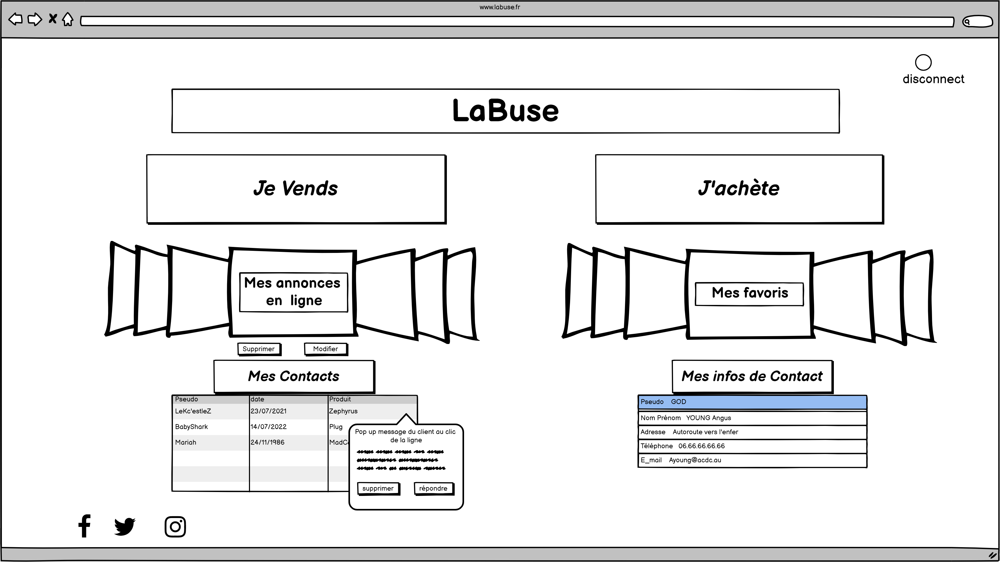 www.labuse.fr
disconnect
LaBuse
Je Vends
J'achète
Mes annonces
en ligne
Mes favoris
Supprimer Modifier
Mes Contacts
Mes infos de Contact
Pseudo date Produit
LeKc'estleZ 23/07/2021 Zephyrus
BabyShark 14/07/2022 Plug
Mariah 24/11/1986
Pop up message du client au clic
de la ligne
supprimer répondre
Pseudo GOD
Nom Prénom YOUNG Angus
Adresse Autoroute vers l'enfer
Téléphone 06.66.66.66.66
E_mail Ayoung@acdc.au